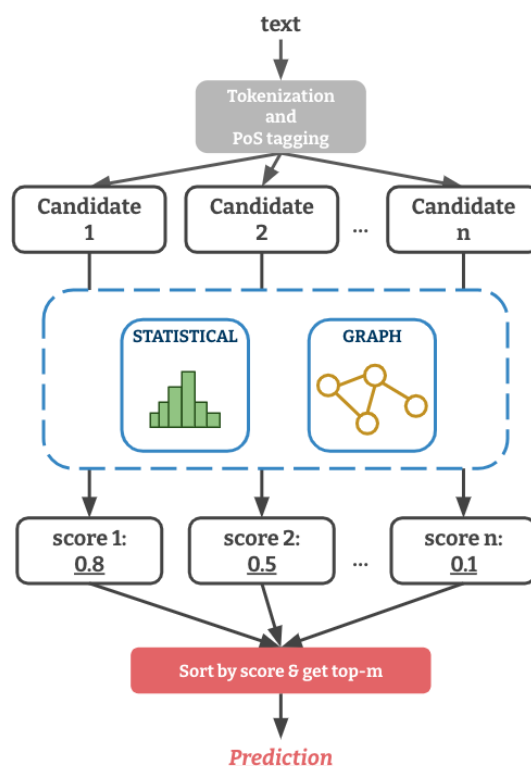 text
Tokenization
and
PoS tagging
Candidate
1
Candidate
2
...
Candidate
n
STATISTICAL
GRAPH
score 1:
0.8
score 2:
0.5
...
score n:
0.1
Sort by score & get top-m
Prediction